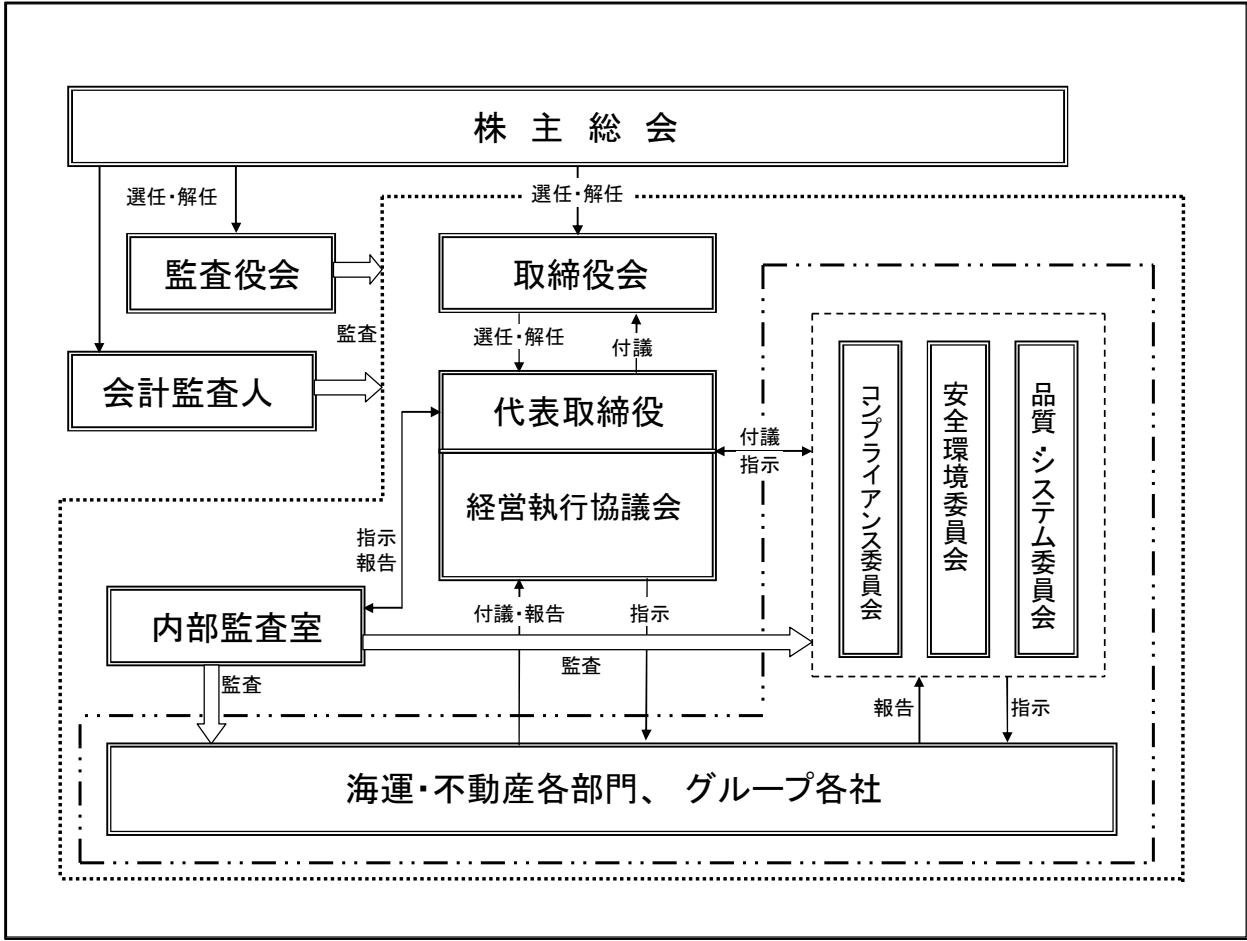 株主総会
選任・解任
選任・解任
監査役会
取締役会
監査
選任・解任
付議
会計監査人
代表取締役
経営執行協議会
付議
指示
コンプライアンス委員会
安全環境委員会
品質・システム委員会
指示
報告
内部監査室
付議・報告
指示
監査
監査
報告
指示
海運・不動産各部門、グループ各社